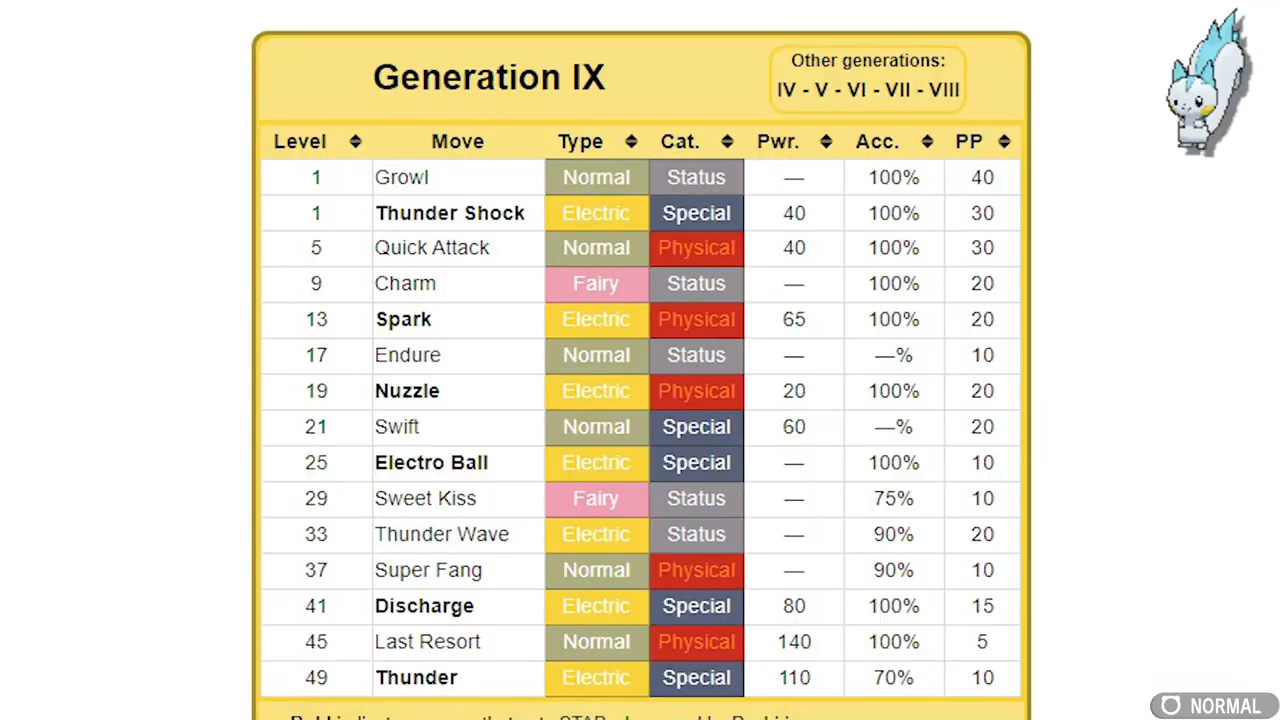 Generation IX
Other generations:
IV - V - VI - VII - VIII
Level Move Type Cat. Pwr. Acc. PP
1 Growl Normal Status — 100% 40
1 Thunder Shock Electric Special 40 100% 30
5 Quick Attack Normal Physical 40 100% 30
9 Charm Fairy Status — 100% 20
13 Spark Electric Physical 65 100% 20
17 Endure Normal Status — —% 10
19 Nuzzle Electric Physical 20 100% 20
21 Swift Normal Special 60 —% 20
25 Electro Ball Electric Special — 100% 10
29 Sweet Kiss Fairy Status — 75% 10
33 Thunder Wave Electric Status — 90% 20
37 Super Fang Normal Physical — 90% 10
41 Discharge Electric Special 80 100% 15
45 Last Resort Normal Physical 140 100% 5
49 Thunder Electric Special 110 70% 10
NORMAL